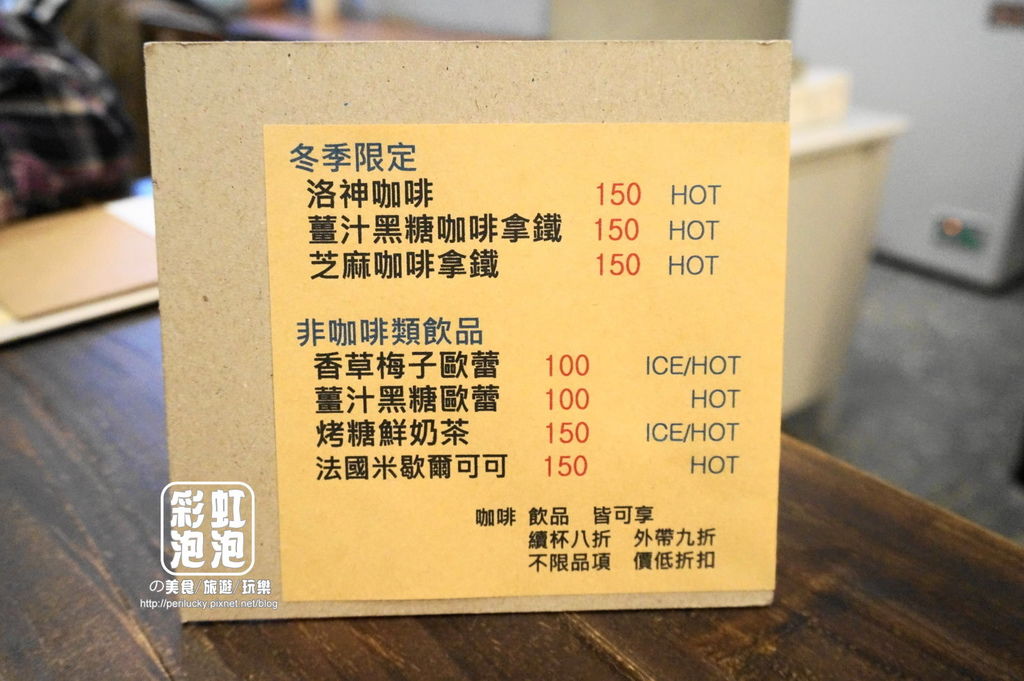 冬季限定
洛神咖啡 150 HOT
薑汁黑糖咖啡拿鐵 150 HOT
芝麻咖啡拿鐵 150 HOT
非咖啡類飲品
香草梅子歐蕾 100 ICE/HOT
薑汁黑糖歐蕾 100 HOT
烤糖鮮奶茶 150 ICE/HOT
法國米歇爾可可 150 HOT
咖啡 飲品 皆可享
續杯八折 外帶九折
不限品項 價低折扣
彩虹
泡泡
の美食/旅遊/玩樂
http://penlucky.pixnet.net/blog